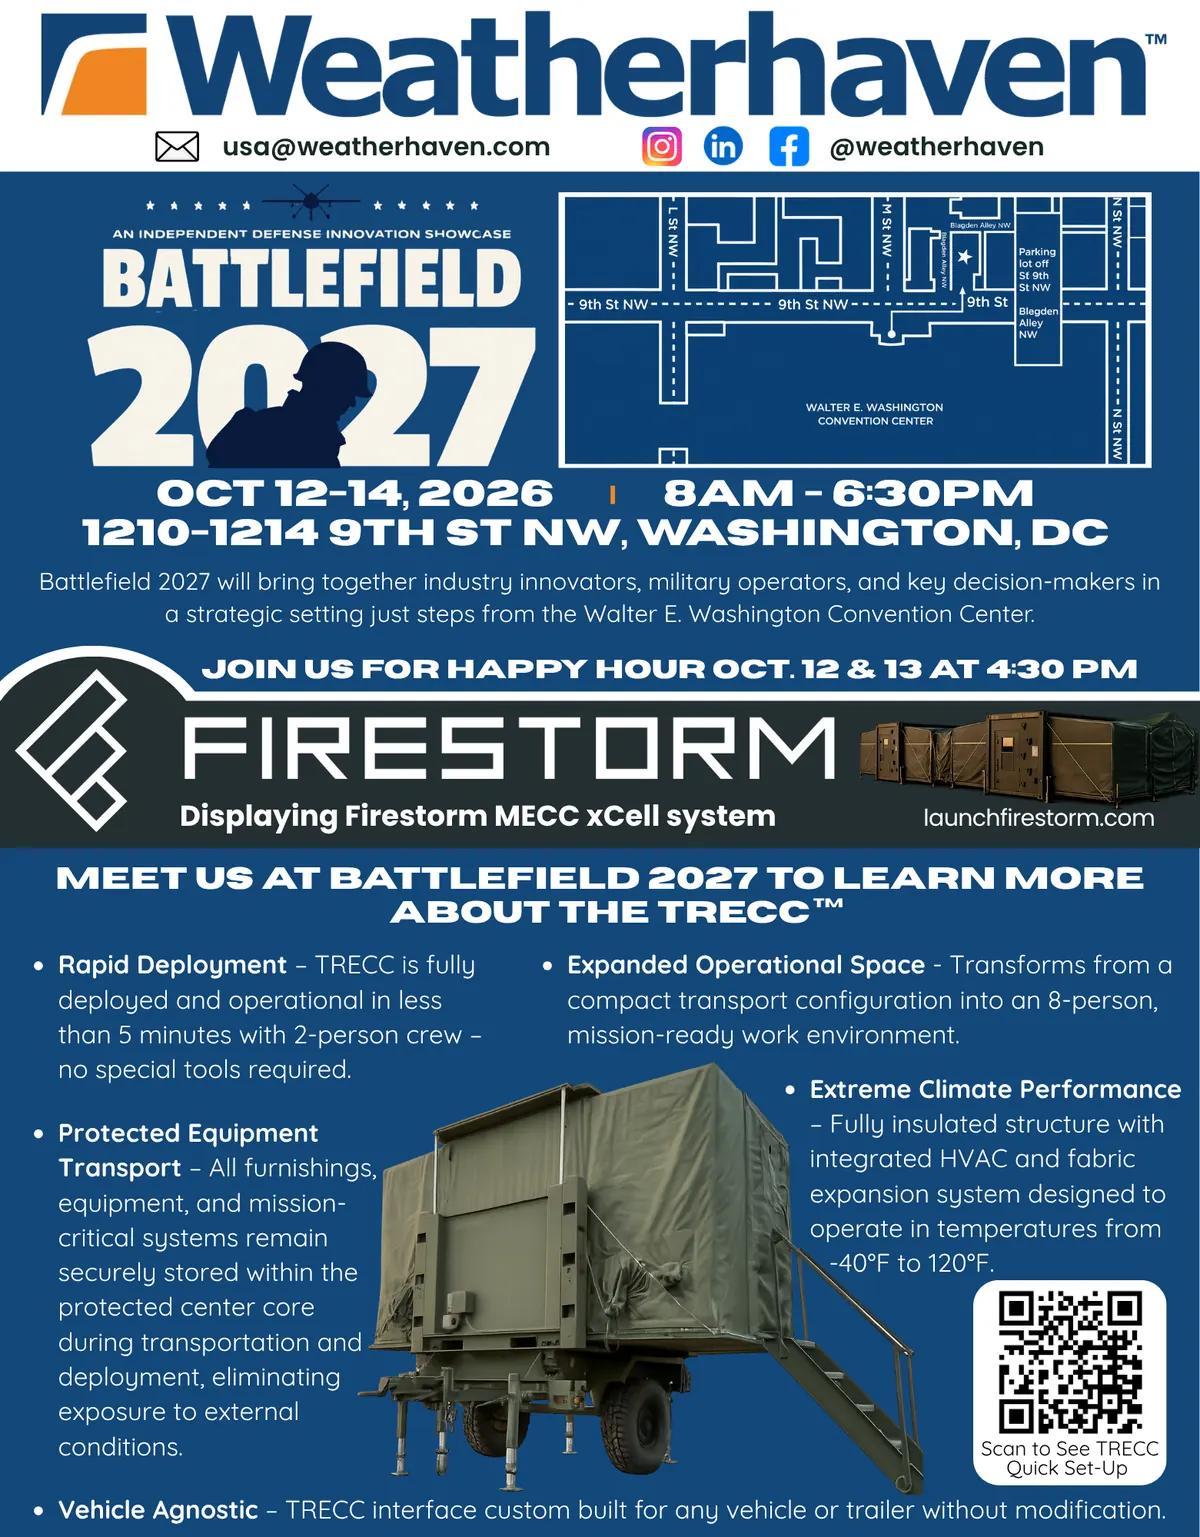 Weatherhaven™
usa@weatherhaven.com
@weatherhaven
AN INDEPENDENT DEFENSE INNOVATION SHOWCASE
BATTLEFIELD
2027
L St NW
M St NW
Blagden Alley NW
Blagden Alley NW
N St NW
Parking
lot off
St 9th
St NW
Blegden
Alley
NW
9th St NW
9th St NW
9th St
WALTER E. WASHINGTON
CONVENTION CENTER
N St NW
OCT 12-14, 2026 | 8AM - 6:30PM
1210-1214 9TH ST NW, WASHINGTON, DC
Battlefield 2027 will bring together industry innovators, military operators, and key decision-makers in
a strategic setting just steps from the Walter E. Washington Convention Center.
JOIN US FOR HAPPY HOUR OCT. 12 & 13 AT 4:30 PM
FIRESTORM
Displaying Firestorm MECC xCell system
launchfirestorm.com
MEET US AT BATTLEFIELD 2027 TO LEARN MORE
ABOUT THE TRECC™
• Rapid Deployment – TRECC is fully
deployed and operational in less
than 5 minutes with 2-person crew –
no special tools required.
• Protected Equipment
Transport – All furnishings,
equipment, and mission-
critical systems remain
securely stored within the
protected center core
during transportation and
deployment, eliminating
exposure to external
conditions.
• Expanded Operational Space - Transforms from a
compact transport configuration into an 8-person,
mission-ready work environment.
• Extreme Climate Performance
– Fully insulated structure with
integrated HVAC and fabric
expansion system designed to
operate in temperatures from
-40°F to 120°F.
Scan to See TRECC
Quick Set-Up
• Vehicle Agnostic – TRECC interface custom built for any vehicle or trailer without modification.